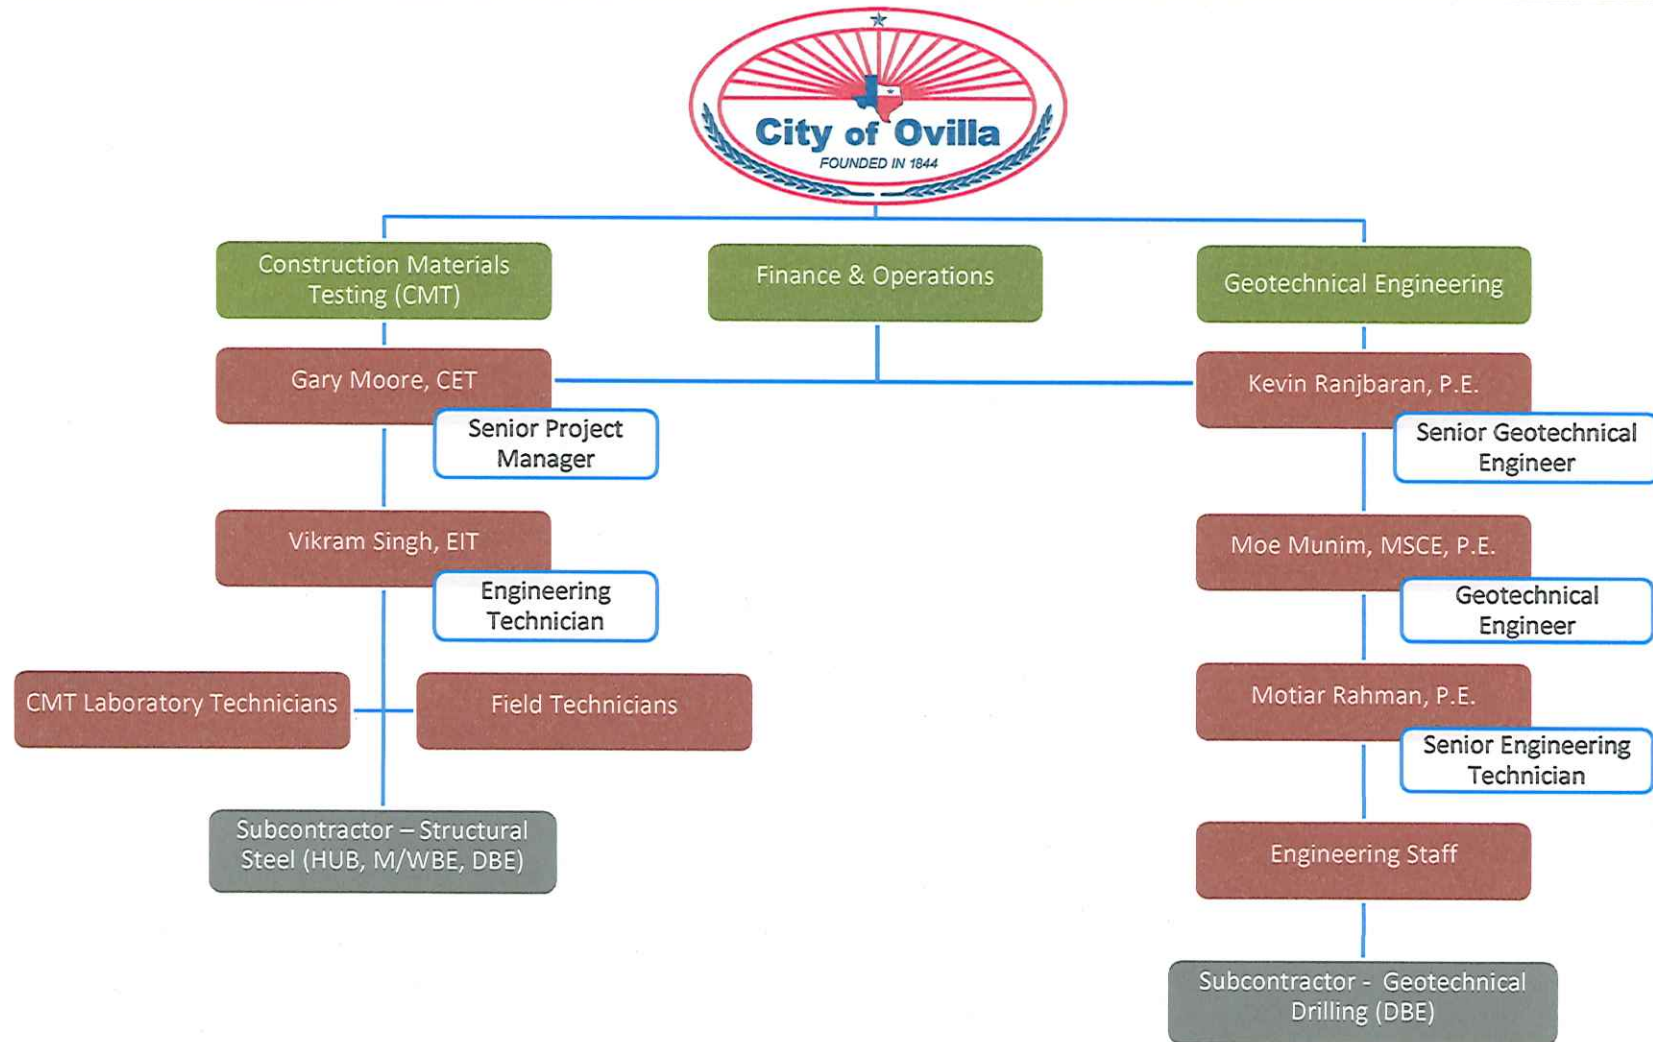 City of Ovilla
FOUNDED IN 1844
Construction Materials
Testing (CMT)
Finance & Operations
Geotechnical Engineering
Gary Moore, CET
Senior Project
Manager
Kevin Ranjbaran, P.E.
Senior Geotechnical
Engineer
Vikram Singh, EIT
Engineering
Technician
Moe Munim, MSCE, P.E.
Geotechnical
Engineer
CMT Laboratory Technicians
Field Technicians
Motiar Rahman, P.E.
Senior Engineering
Technician
Subcontractor – Structural
Steel (HUB, M/WBE, DBE)
Engineering Staff
Subcontractor - Geotechnical
Drilling (DBE)